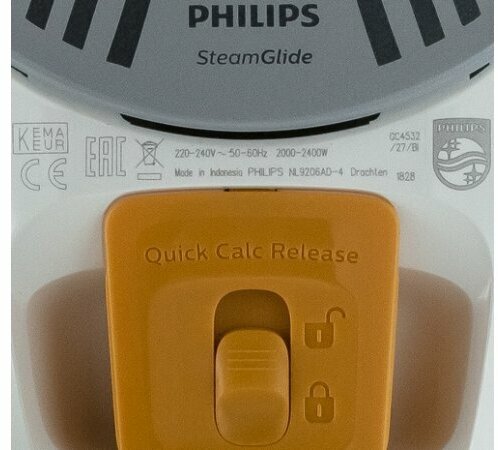 PHILIPS
SteamGlide
KEMA
EUR
CE
EAC
220-240V ~ 50-60Hz 2000-2400W
Made in Indonesia PHILIPS NL9206AD-4 Drachten
GC4532
/27/BI
1828
PHILIPS
Quick Calc Release